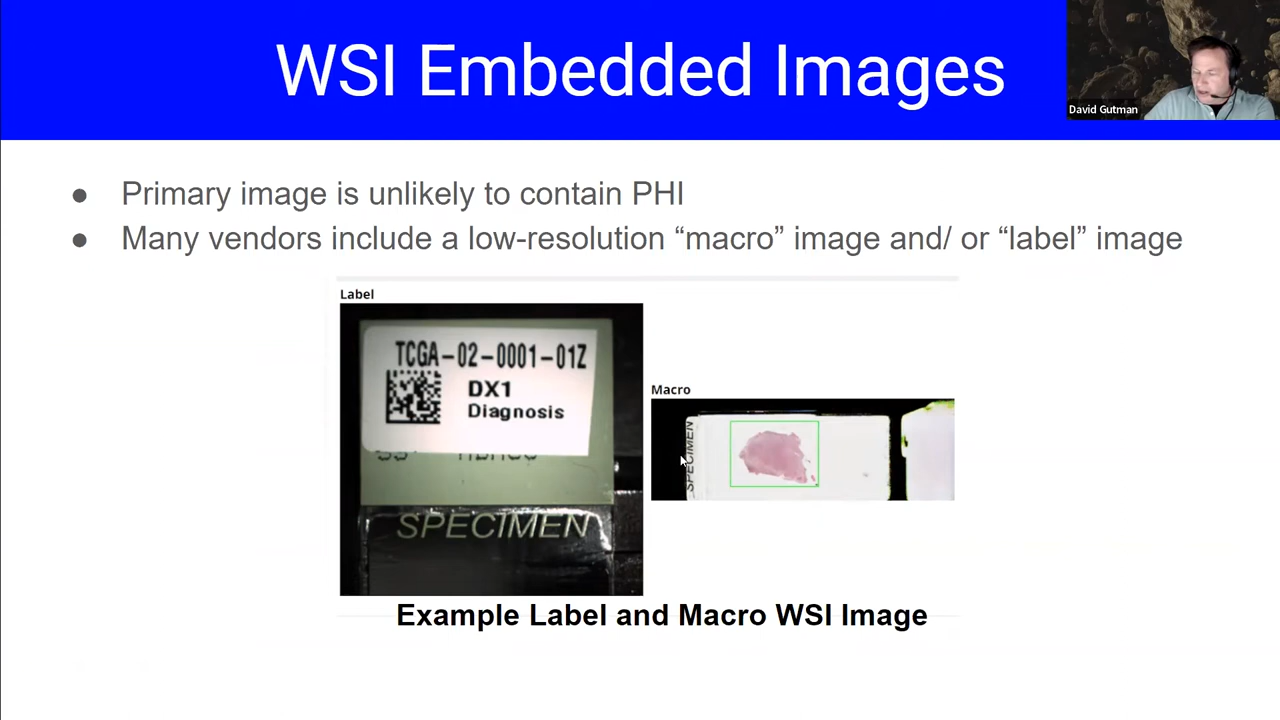 WSI Embedded Images
David Gutman
● Primary image is unlikely to contain PHI
● Many vendors include a low-resolution “macro” image and/ or “label” image
Label
TCGA-02-0001-01Z
DX1
Diagnosis
SPECIMEN
Macro
SPECIMEN
Example Label and Macro WSI Image